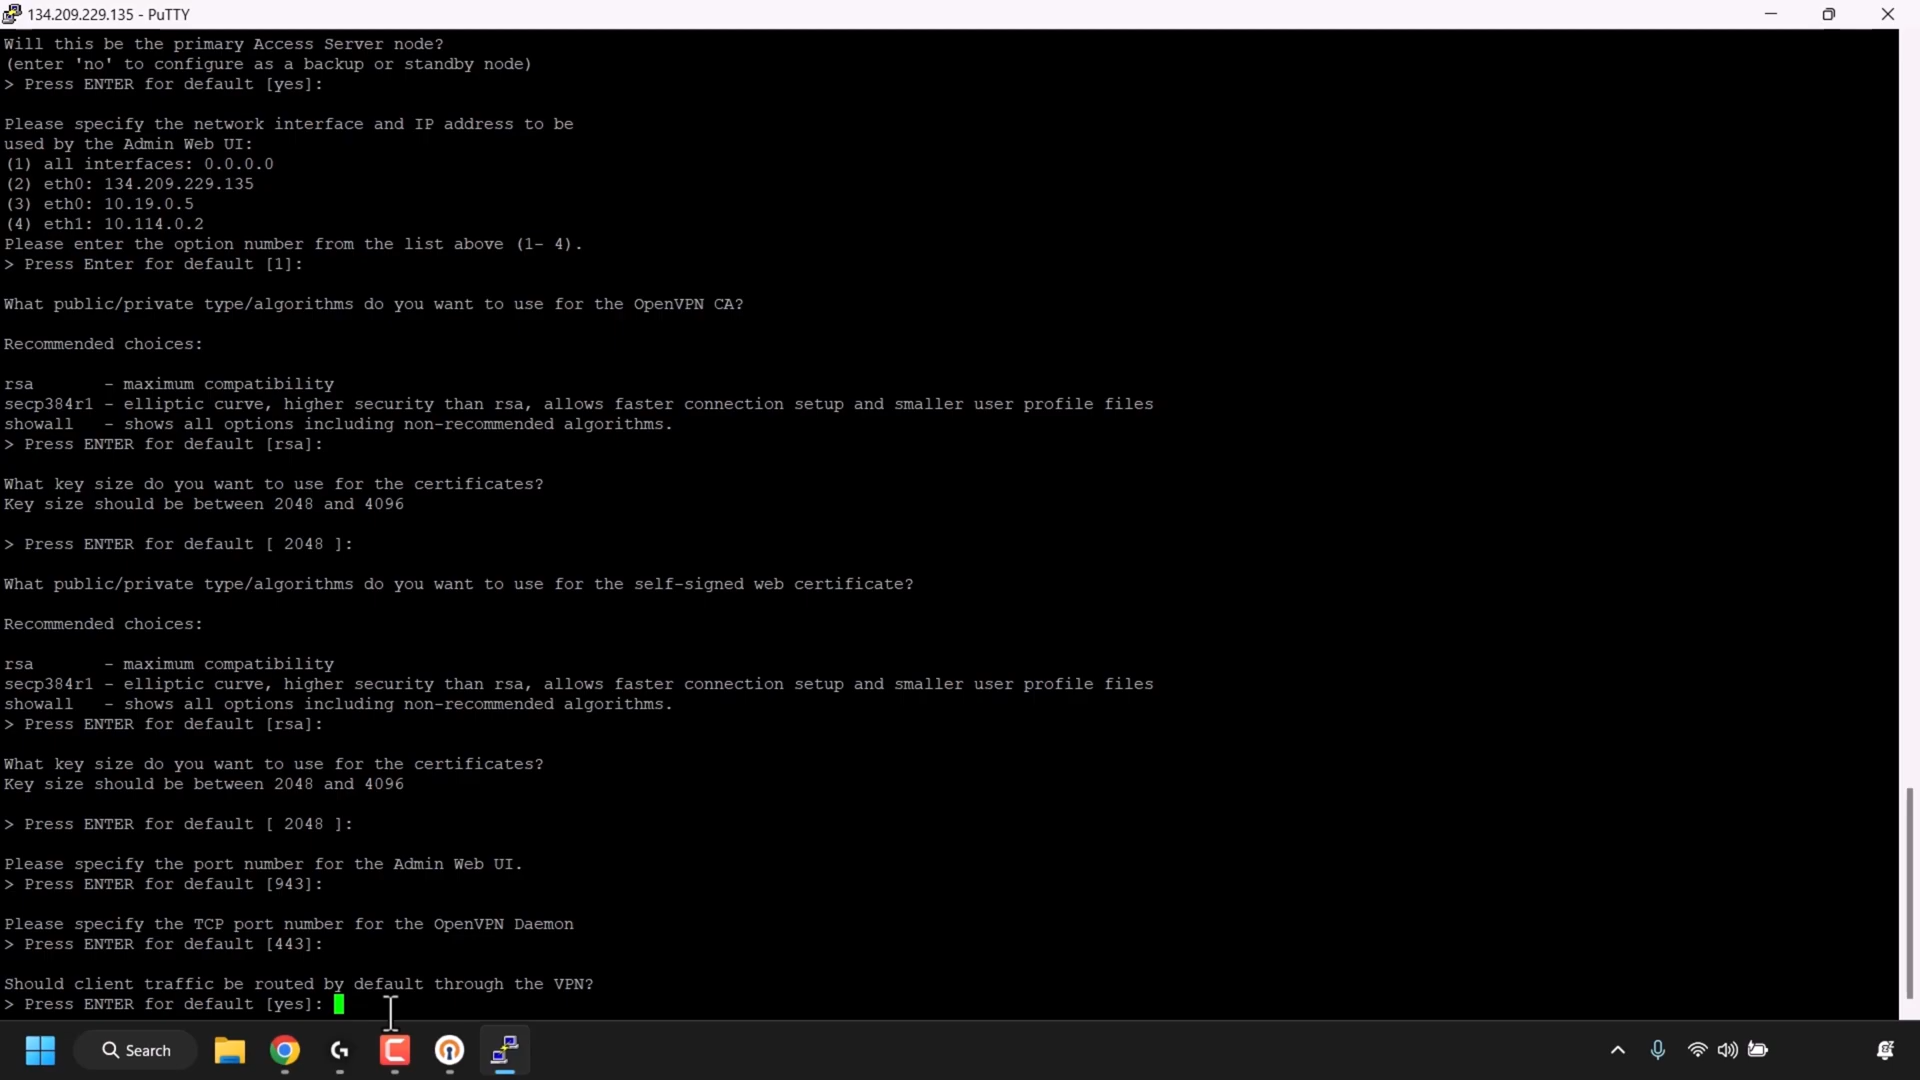 134.209.229.135 - PuTTY
Will this be the primary Access Server node?
(enter 'no' to configure as a backup or standby node)
> Press ENTER for default [yes]:
Please specify the network interface and IP address to be
used by the Admin Web UI:
(1) all interfaces: 0.0.0.0
(2) eth0: 134.209.229.135
(3) eth0: 10.19.0.5
(4) eth1: 10.114.0.2
Please enter the option number from the list above (1- 4).
> Press Enter for default [1]:
What public/private type/algorithms do you want to use for the OpenVPN CA?
Recommended choices:
rsa       - maximum compatibility
secp384r1 - elliptic curve, higher security than rsa, allows faster connection setup and smaller user profile files
showall   - shows all options including non-recommended algorithms.
> Press ENTER for default [rsa]:
What key size do you want to use for the certificates?
Key size should be between 2048 and 4096
> Press ENTER for default [ 2048 ]:
What public/private type/algorithms do you want to use for the self-signed web certificate?
Recommended choices:
rsa       - maximum compatibility
secp384r1 - elliptic curve, higher security than rsa, allows faster connection setup and smaller user profile files
showall   - shows all options including non-recommended algorithms.
> Press ENTER for default [rsa]:
What key size do you want to use for the certificates?
Key size should be between 2048 and 4096
> Press ENTER for default [ 2048 ]:
Please specify the port number for the Admin Web UI.
> Press ENTER for default [943]:
Please specify the TCP port number for the OpenVPN Daemon
> Press ENTER for default [443]:
Should client traffic be routed by default through the VPN?
> Press ENTER for default [yes]:
Search